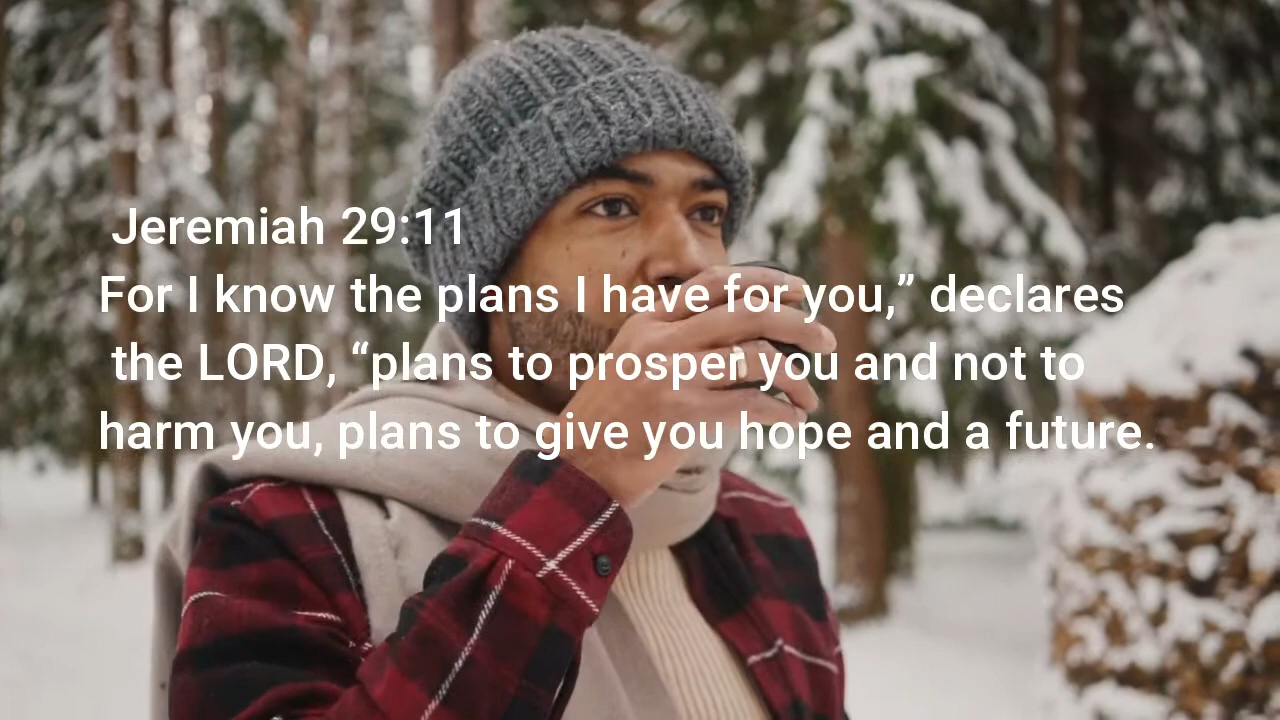 Jeremiah 29:11
For I know the plans I have for you,” declares
the LORD, “plans to prosper you and not to
harm you, plans to give you hope and a future.